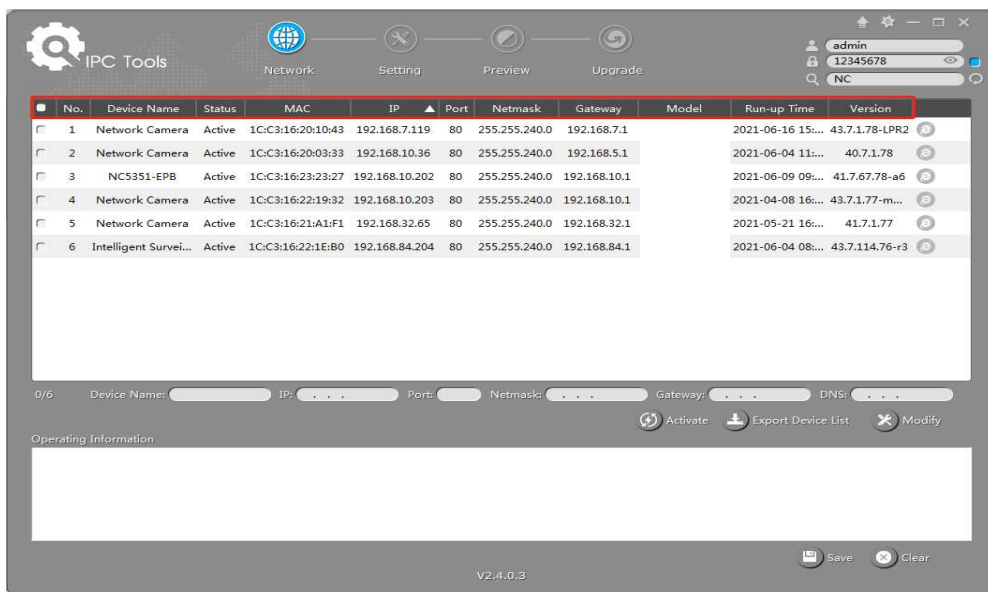 IPC Tools
Network Setting Preview Upgrade
admin
12345678
NC
No. Device Name Status MAC IP Port Netmask Gateway Model Run-up Time Version
1 Network Camera Active 1C:C3:16:20:10:43 192.168.7.119 80 255.255.240.0 192.168.7.1 2021-06-16 15:... 43.7.1.78-LPR2
2 Network Camera Active 1C:C3:16:20:03:33 192.168.10.36 80 255.255.240.0 192.168.5.1 2021-06-04 11:... 40.7.1.78
3 NC5351-EPB Active 1C:C3:16:23:23:27 192.168.10.202 80 255.255.240.0 192.168.10.1 2021-06-09 09:... 41.7.67.78-a6
4 Network Camera Active 1C:C3:16:22:19:32 192.168.10.203 80 255.255.240.0 192.168.10.1 2021-04-08 16:... 43.7.1.77-m...
5 Network Camera Active 1C:C3:16:21:A1:F1 192.168.32.65 80 255.255.240.0 192.168.32.1 2021-05-21 16:... 41.7.1.77
6 Intelligent Survei... Active 1C:C3:16:22:1E:B0 192.168.84.204 80 255.255.240.0 192.168.84.1 2021-06-04 08:... 43.7.114.76-r3
0/6 Device Name: IP: . . . Port: Netmask: . . . Gateway: . . . DNS: . . .
Activate Export Device List Modify
Operating Information
Save Clear
V2.4.0.3